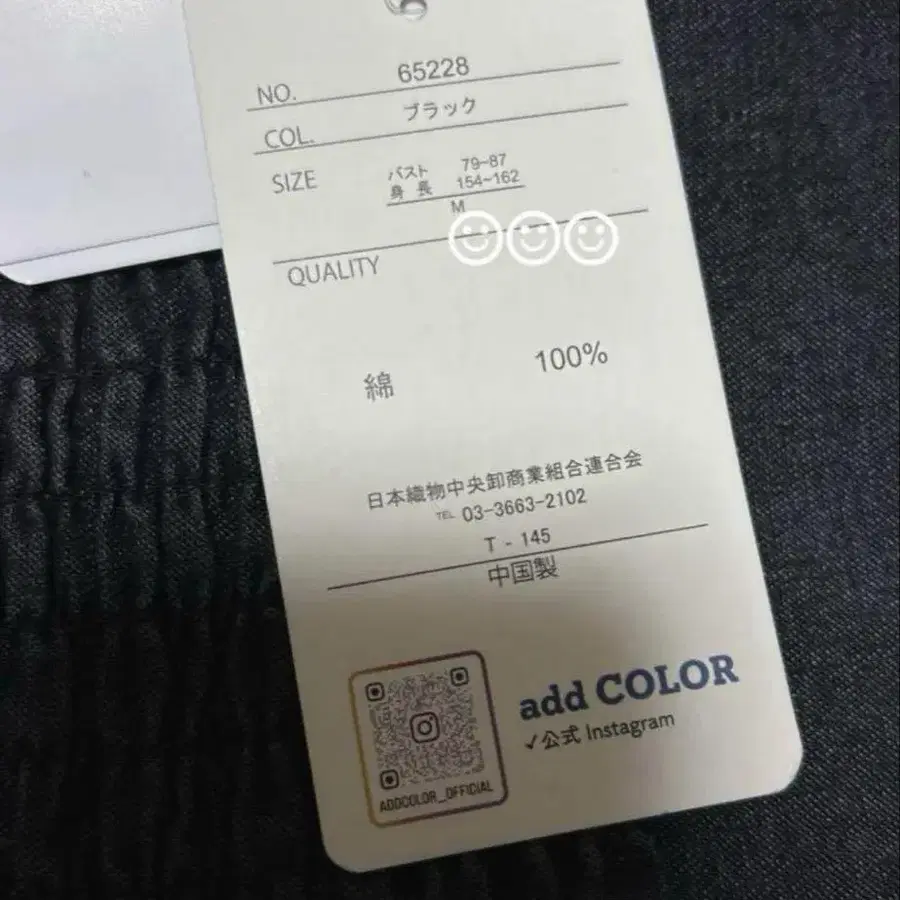 NO. 65228
COL. ブラック
SIZE バスト 79~87
身 長 154~162
M
QUALITY
綿 100%
日本織物中央卸商業組合連合会
TEL 03-3663-2102
T - 145
中国製
add COLOR
✓公式 Instagram
ADDCOLOR_OFFICIAL